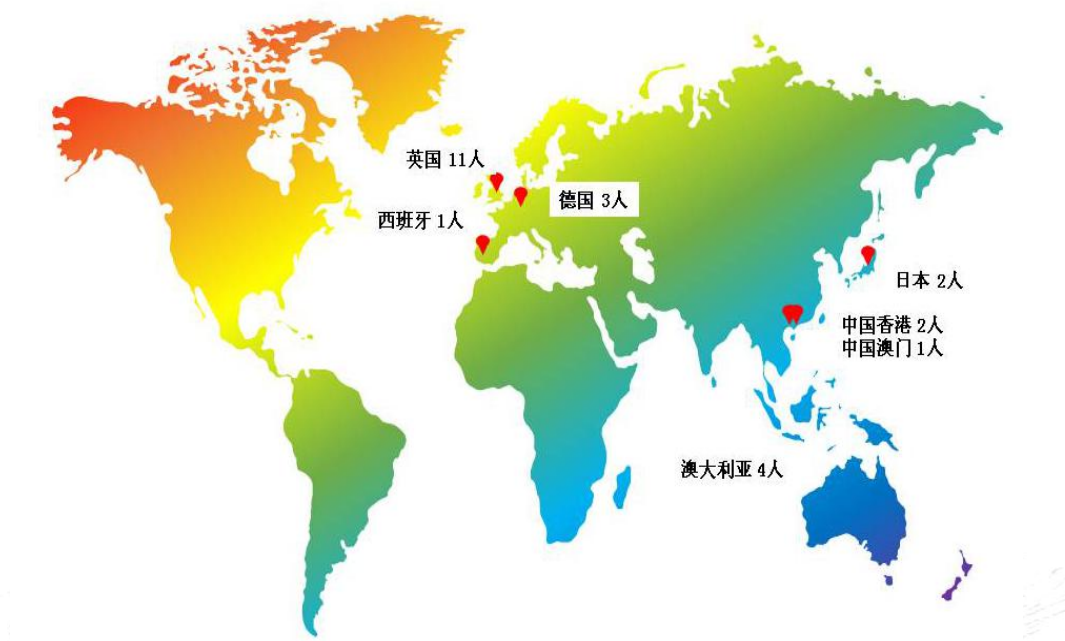 英国 11人
德国 3人
西班牙 1人
日本 2人
中国香港 2人
中国澳门 1人
澳大利亚 4人